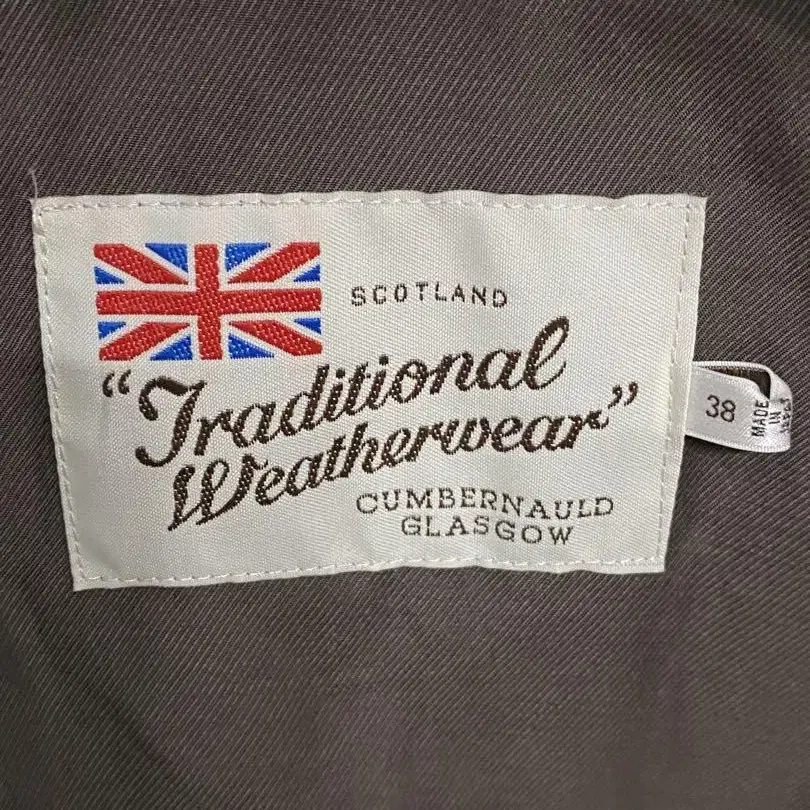 SCOTLAND
“Traditional
Weatherwear”
CUMBERNAULD
GLASGOW
38
MADE
IN